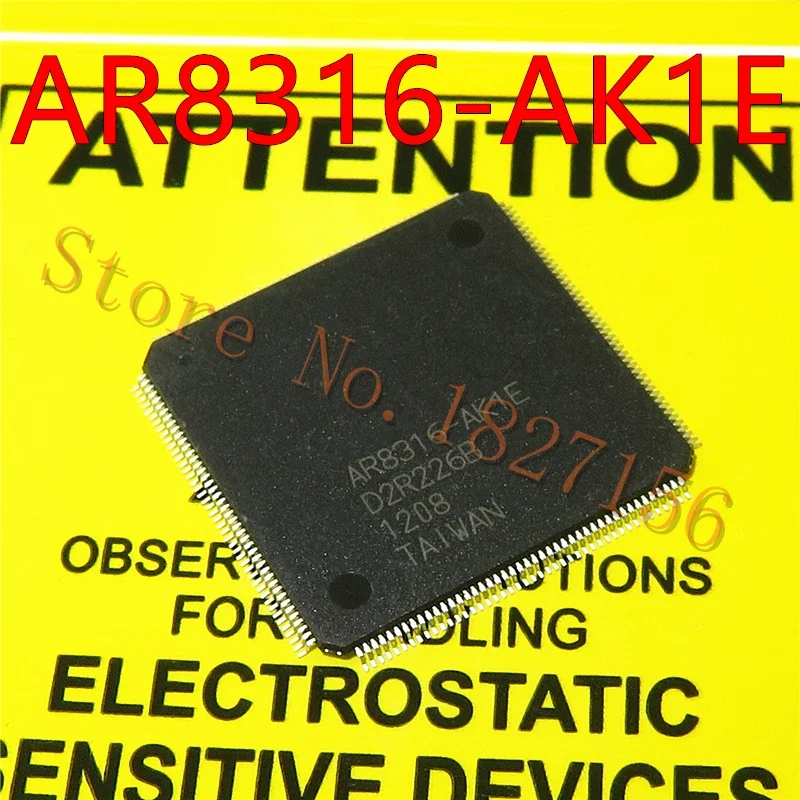 AR8316-AK1E
ATTENTION
Store No. 1827156
AR8316-AK1E
D2R226B
1208
TAIWAN
OBSER
TIONS
FOR
DLING
ELECTROSTATIC
SENSITIVE DEVICES